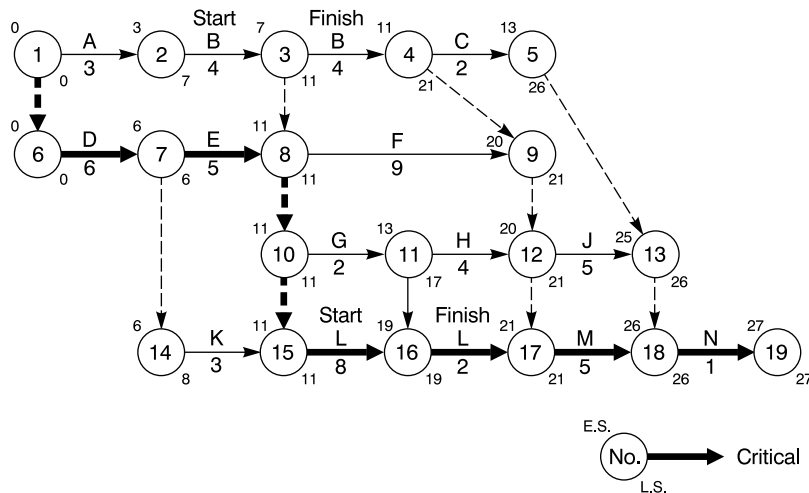 Start Finish
0 3 7 11 13
1 A 2 B 3 B 4 C 5
3 4 4 2
0 7 11 21 26
0 6 11 20
6 D 7 E 8 F 9
6 5 9
0 6 11 21
11 13 20 25
10 G 11 H 12 J 13
2 4 5
11 17 21 26
Start Finish
6 11 19 21 26 27
14 K 15 L 16 L 17 M 18 N 19
3 8 2 5 1
8 11 19 21 26 27
E.S.
No. Critical
L.S.